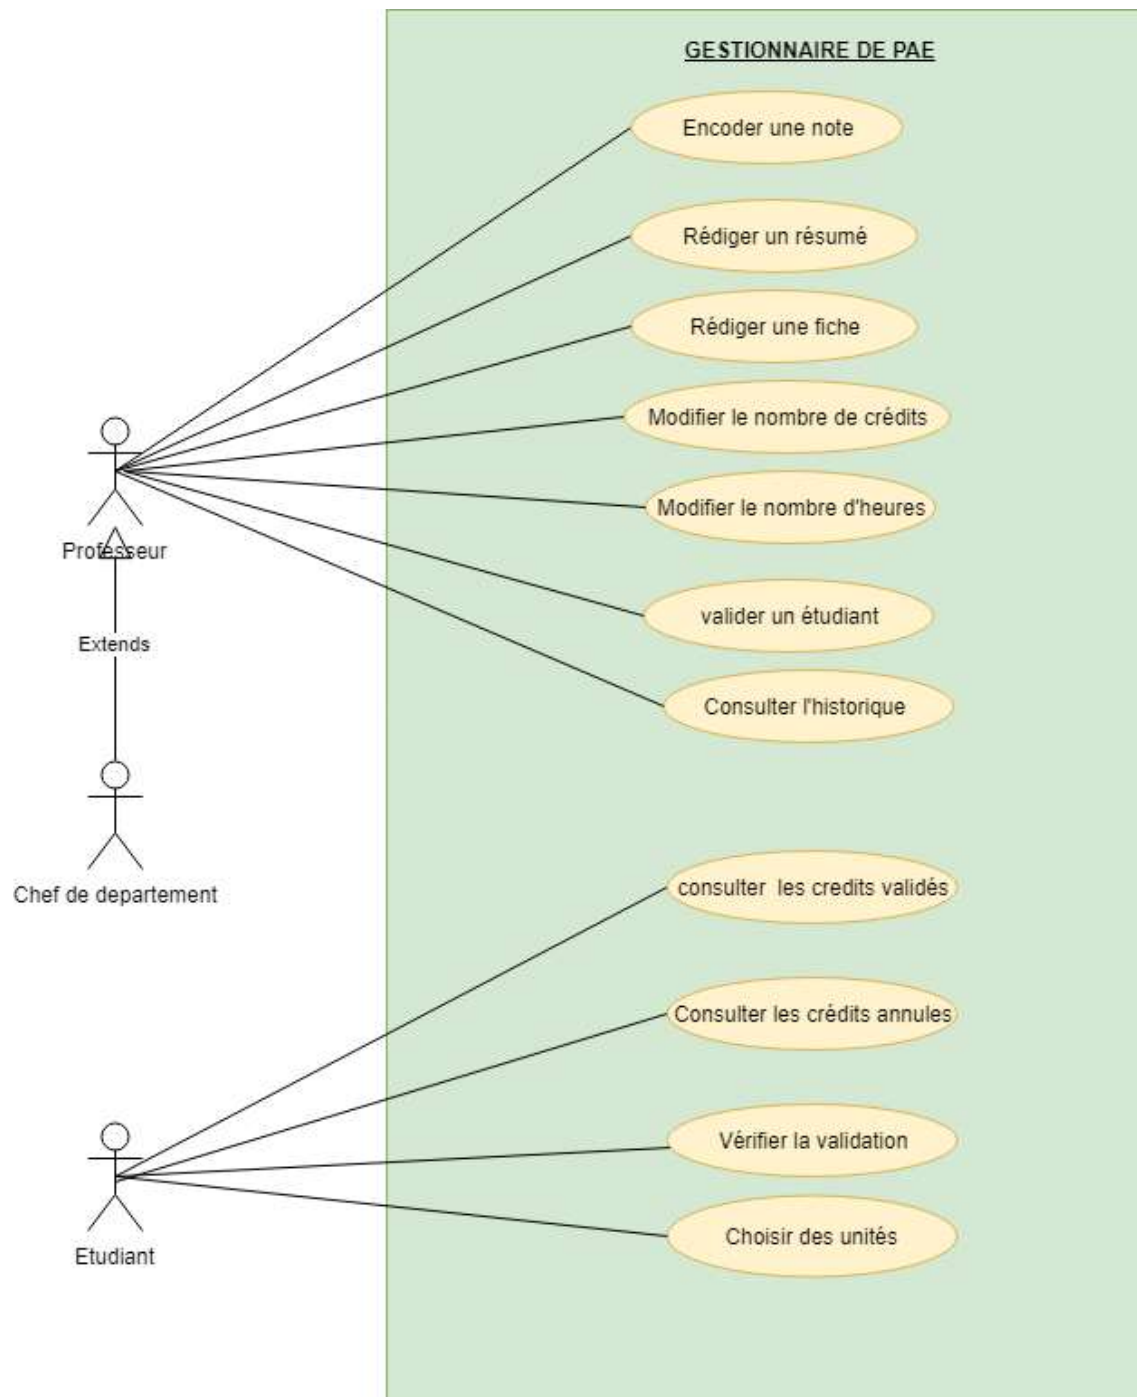 GESTIONNAIRE DE PAE
Encoder une note
Rédiger un résumé
Rédiger une fiche
Modifier le nombre de crédits
Modifier le nombre d'heures
Professeur
valider un étudiant
Extends
Consulter l'historique
Chef de departement
consulter les credits validés
Consulter les crédits annules
Vérifier la validation
Choisir des unités
Etudiant